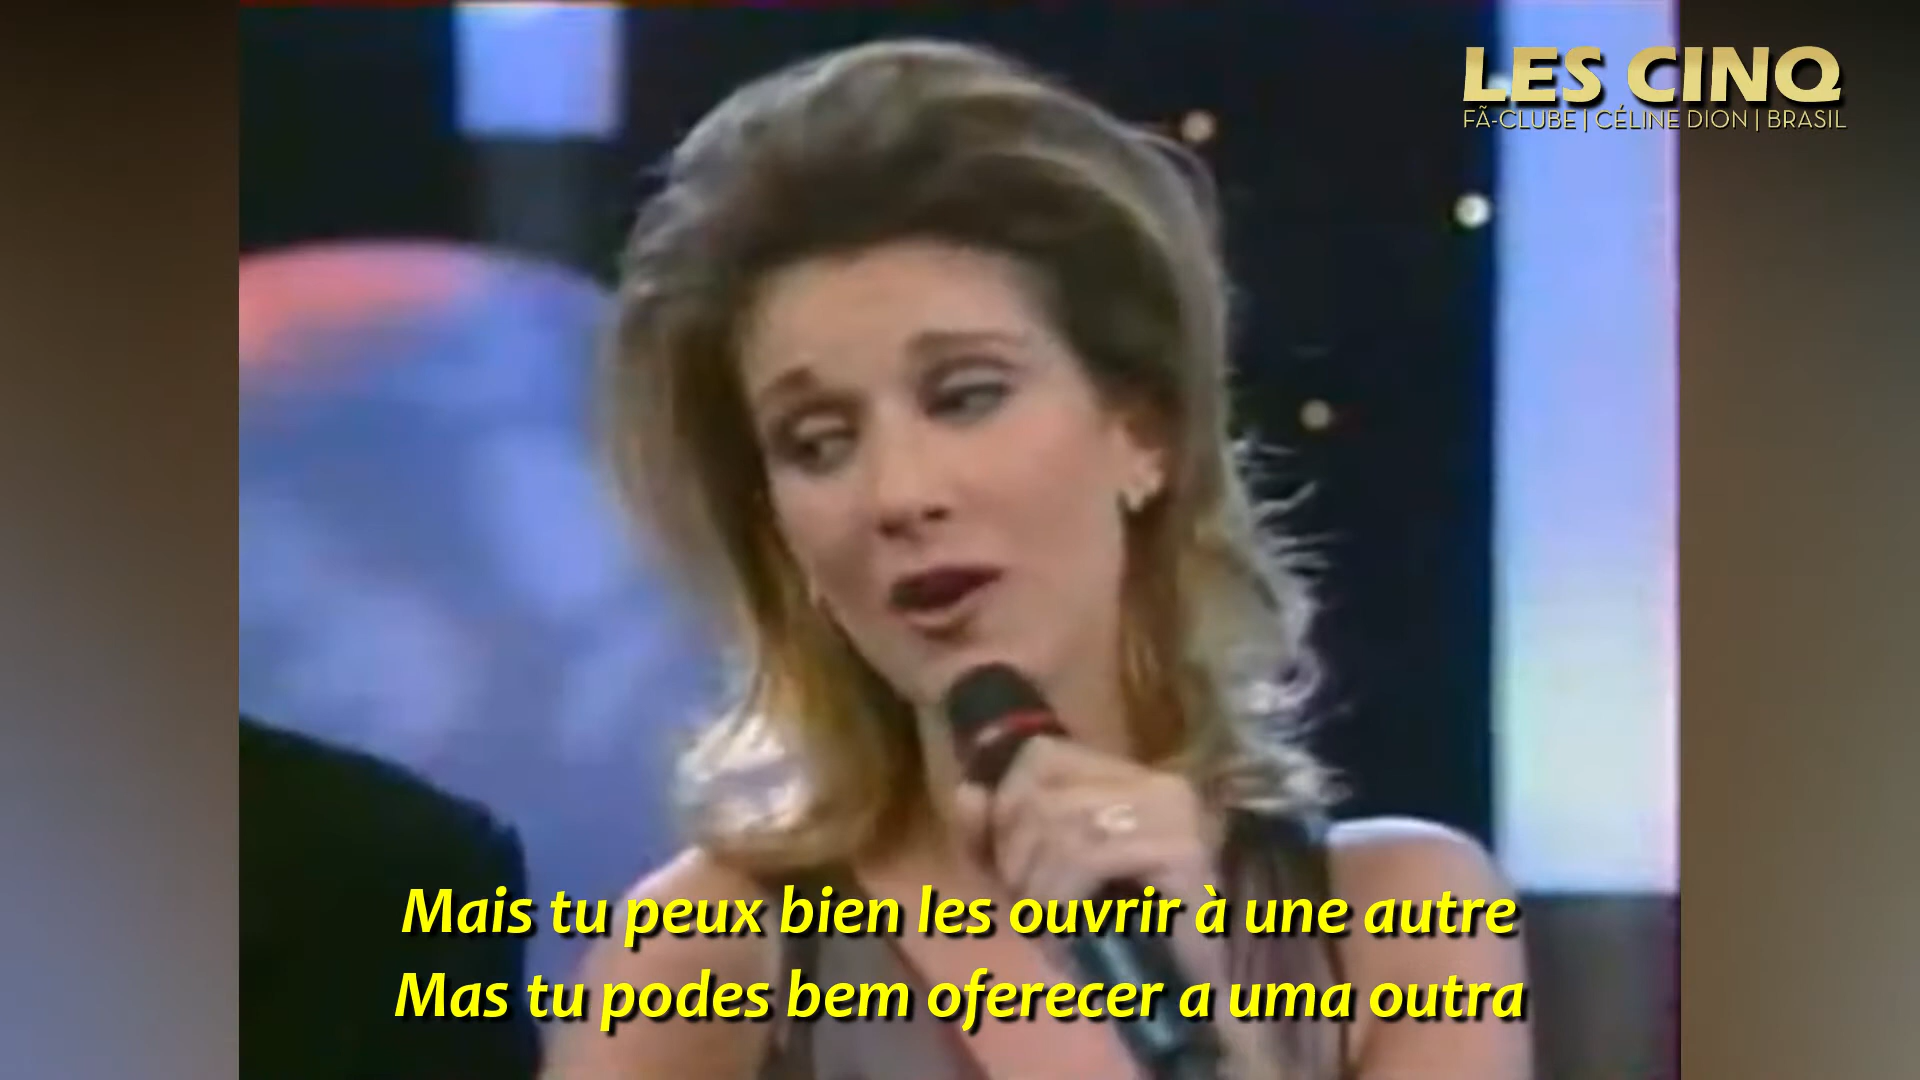 LES CINQ
FÃ-CLUBE | CÉLINE DION | BRASIL
Mais tu peux bien les ouvrir à une autre
Mas tu podes bem oferecer a uma outra